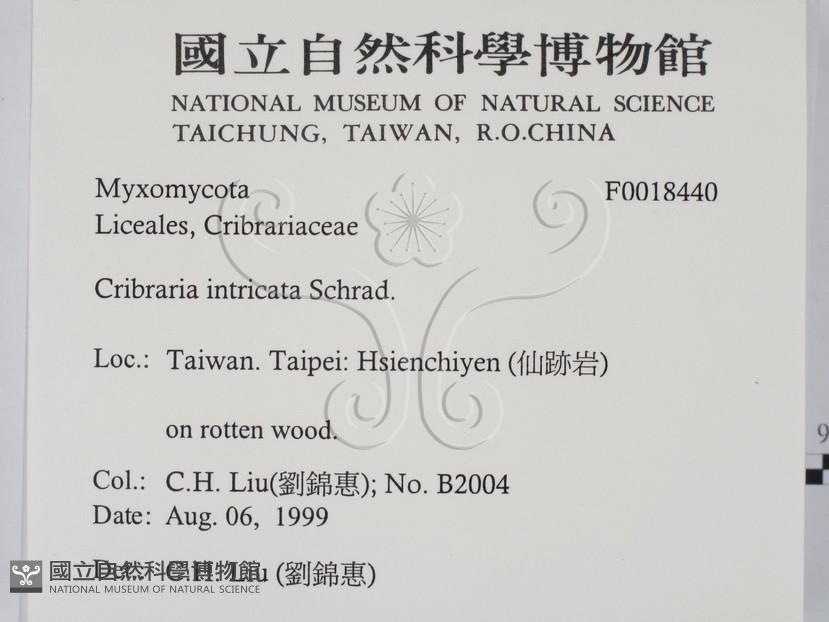 國立自然科學博物館
NATIONAL MUSEUM OF NATURAL SCIENCE
TAICHUNG, TAIWAN, R.O.CHINA
Myxomycota F0018440
Liceales, Cribrariaceae
Cribraria intricata Schrad.
Loc.: Taiwan. Taipei: Hsienchiyen (仙跡岩)
on rotten wood.
Col.: C.H. Liu(劉錦惠); No. B2004
Date: Aug. 06, 1999
Det.: C.H. Liu (劉錦惠)
國立自然科學博物館
NATIONAL MUSEUM OF NATURAL SCIENCE
9